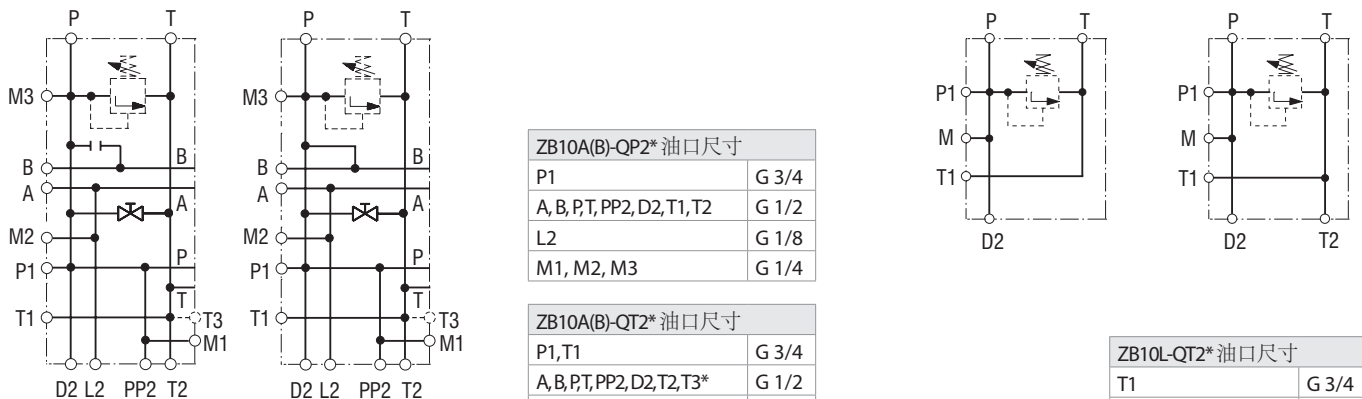 P T
M3
B B
A A
M2
P1 P
T
T1 T3
M1
D2 L2 PP2 T2
P T
M3
B B
A A
M2
P1 P
T
T1 T3
M1
D2 L2 PP2 T2
ZB10A(B)-QP2* 油口尺寸
P1 G 3/4
A, B, P,T, PP2, D2, T1, T2 G 1/2
L2 G 1/8
M1, M2, M3 G 1/4
ZB10A(B)-QT2* 油口尺寸
P1,T1 G 3/4
A, B, P,T, PP2, D2, T2, T3* G 1/2
P T
P1
M
T1
D2
P T
P1
M
T1
D2 T2
ZB10L-QT2* 油口尺寸
T1 G 3/4